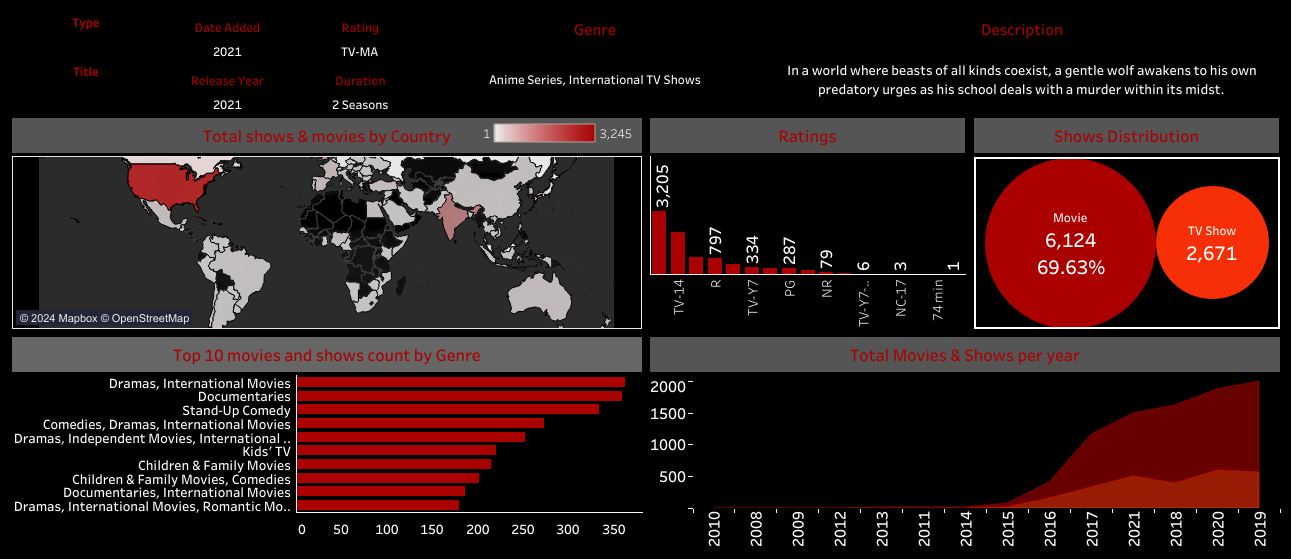 Type
Date Added
Rating
Genre
Description
2021
TV-MA
Title
Release Year
Duration
Anime Series, International TV Shows
In a world where beasts of all kinds coexist, a gentle wolf awakens to his own
predatory urges as his school deals with a murder within its midst.
2021
2 Seasons
Total shows & movies by Country
1
3,245
Ratings
Shows Distribution
© 2024 Mapbox © OpenStreetMap
3,205
797
334
287
79
6
3
1
TV-14
R
TV-Y7
PG
NR
TV-Y7-..
NC-17
74 min
Movie
6,124
69.63%
TV Show
2,671
Top 10 movies and shows count by Genre
Dramas, International Movies
Documentaries
Stand-Up Comedy
Comedies, Dramas, International Movies
Dramas, Independent Movies, International ..
Kids' TV
Children & Family Movies
Children & Family Movies, Comedies
Documentaries, International Movies
Dramas, International Movies, Romantic Mo..
0 50 100 150 200 250 300 350
Total Movies & Shows per year
2000
1500
1000
500
2010 2008 2009 2012 2013 2011 2014 2015 2016 2017 2021 2018 2020 2019